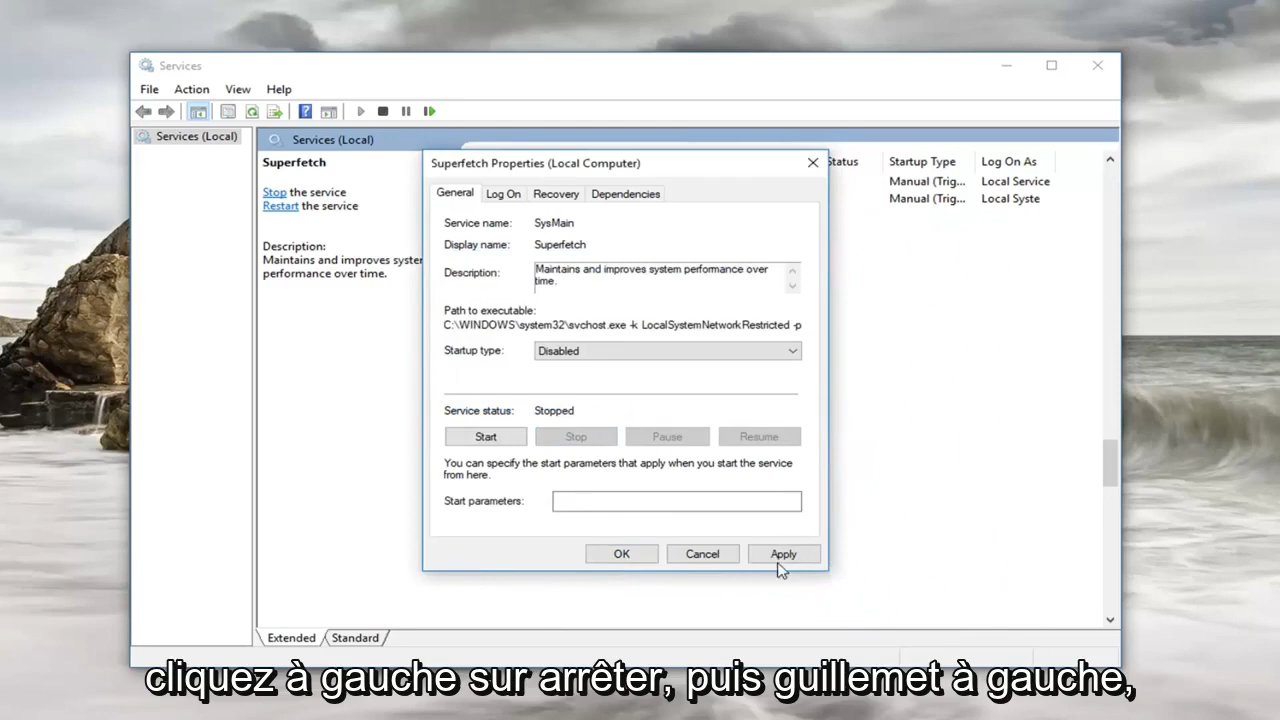 Services
File Action View Help
Services (Local)
Services (Local)
Superfetch
Stop the service
Restart the service
Description:
Maintains and improves system
performance over time.
Status Startup Type Log On As
Manual (Trig... Local Service
Manual (Trig... Local Syste
Superfetch Properties (Local Computer)
General Log On Recovery Dependencies
Service name: SysMain
Display name: Superfetch
Description: Maintains and improves system performance over
time.
Path to executable:
C:\WINDOWS\system32\svchost.exe -k LocalSystemNetworkRestricted -p
Startup type: Disabled
Service status: Stopped
Start Stop Pause Resume
You can specify the start parameters that apply when you start the service
from here.
Start parameters:
OK Cancel Apply
Extended Standard
cliquez à gauche sur arrêter, puis guillemet à gauche,